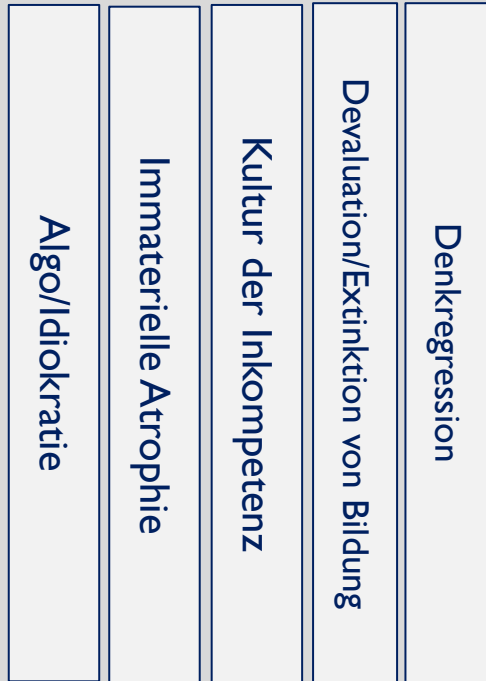 Algo/Idiokratie
Immaterielle Atrophie
Kultur der Inkompetenz
Devaluation/Extinktion von Bildung
Denkregression